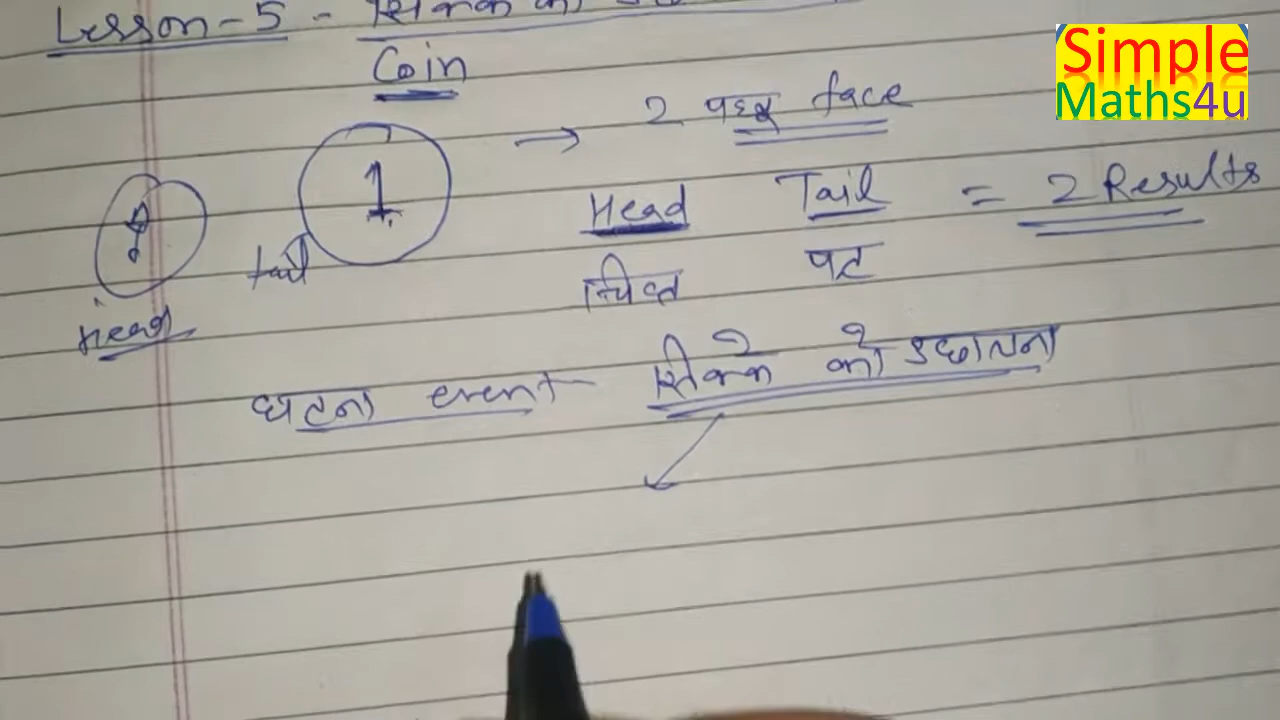 Lesson-5 - सिक्के का
Coin
Simple
Maths4u
→ 2 पहलू face
1
Head Tail = 2 Results
tail
चित्त पट
Head
घटना event - सिक्के को उछालना